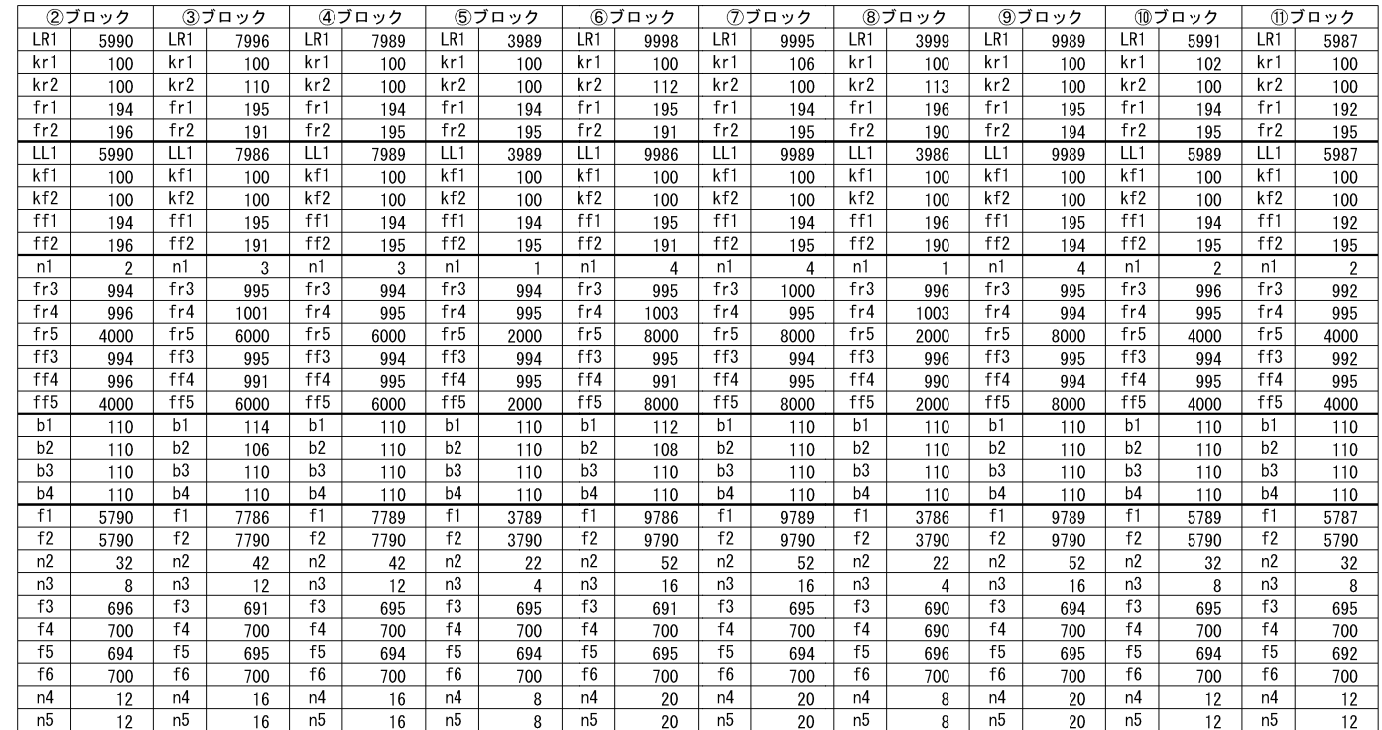 ②ブロック ③ブロック ④ブロック ⑤ブロック ⑥ブロック ⑦ブロック ⑧ブロック ⑨ブロック ⑩ブロック ⑪ブロック
LR1 5990 LR1 7996 LR1 7989 LR1 3989 LR1 9998 LR1 9995 LR1 3999 LR1 9989 LR1 5991 LR1 5987
kr1 100 kr1 100 kr1 100 kr1 100 kr1 100 kr1 106 kr1 100 kr1 100 kr1 102 kr1 100
kr2 100 kr2 110 kr2 100 kr2 100 kr2 112 kr2 100 kr2 113 kr2 100 kr2 100 kr2 100
fr1 194 fr1 195 fr1 194 fr1 194 fr1 195 fr1 194 fr1 196 fr1 195 fr1 194 fr1 192
fr2 196 fr2 191 fr2 195 fr2 195 fr2 191 fr2 195 fr2 190 fr2 194 fr2 195 fr2 195
LL1 5990 LL1 7986 LL1 7989 LL1 3989 LL1 9986 LL1 9989 LL1 3986 LL1 9989 LL1 5989 LL1 5987
kf1 100 kf1 100 kf1 100 kf1 100 kf1 100 kf1 100 kf1 100 kf1 100 kf1 100 kf1 100
kf2 100 kf2 100 kf2 100 kf2 100 kf2 100 kf2 100 kf2 100 kf2 100 kf2 100 kf2 100
ff1 194 ff1 195 ff1 194 ff1 194 ff1 195 ff1 194 ff1 196 ff1 195 ff1 194 ff1 192
ff2 196 ff2 191 ff2 195 ff2 195 ff2 191 ff2 195 ff2 190 ff2 194 ff2 195 ff2 195
n1 2 n1 3 n1 3 n1 1 n1 4 n1 4 n1 1 n1 4 n1 2 n1 2
fr3 994 fr3 995 fr3 994 fr3 994 fr3 995 fr3 1000 fr3 996 fr3 995 fr3 996 fr3 992
fr4 996 fr4 1001 fr4 995 fr4 995 fr4 1003 fr4 995 fr4 1003 fr4 994 fr4 995 fr4 995
fr5 4000 fr5 6000 fr5 6000 fr5 2000 fr5 8000 fr5 8000 fr5 2000 fr5 8000 fr5 4000 fr5 4000
ff3 994 ff3 995 ff3 994 ff3 994 ff3 995 ff3 994 ff3 996 ff3 995 ff3 994 ff3 992
ff4 996 ff4 991 ff4 995 ff4 995 ff4 991 ff4 995 ff4 990 ff4 994 ff4 995 ff4 995
ff5 4000 ff5 6000 ff5 6000 ff5 2000 ff5 8000 ff5 8000 ff5 2000 ff5 8000 ff5 4000 ff5 4000
b1 110 b1 114 b1 110 b1 110 b1 112 b1 110 b1 110 b1 110 b1 110 b1 110
b2 110 b2 106 b2 110 b2 110 b2 108 b2 110 b2 110 b2 110 b2 110 b2 110
b3 110 b3 110 b3 110 b3 110 b3 110 b3 110 b3 110 b3 110 b3 110 b3 110
b4 110 b4 110 b4 110 b4 110 b4 110 b4 110 b4 110 b4 110 b4 110 b4 110
f1 5790 f1 7786 f1 7789 f1 3789 f1 9786 f1 9789 f1 3786 f1 9789 f1 5789 f1 5787
f2 5790 f2 7790 f2 7790 f2 3790 f2 9790 f2 9790 f2 3790 f2 9790 f2 5790 f2 5790
n2 32 n2 42 n2 42 n2 22 n2 52 n2 52 n2 22 n2 52 n2 32 n2 32
n3 8 n3 12 n3 12 n3 4 n3 16 n3 16 n3 4 n3 16 n3 8 n3 8
f3 696 f3 691 f3 695 f3 695 f3 691 f3 695 f3 690 f3 694 f3 695 f3 695
f4 700 f4 700 f4 700 f4 700 f4 700 f4 700 f4 690 f4 700 f4 700 f4 700
f5 694 f5 695 f5 694 f5 694 f5 695 f5 694 f5 696 f5 695 f5 694 f5 692
f6 700 f6 700 f6 700 f6 700 f6 700 f6 700 f6 700 f6 700 f6 700 f6 700
n4 12 n4 16 n4 16 n4 8 n4 20 n4 20 n4 8 n4 20 n4 12 n4 12
n5 12 n5 16 n5 16 n5 8 n5 20 n5 20 n5 8 n5 20 n5 12 n5 12